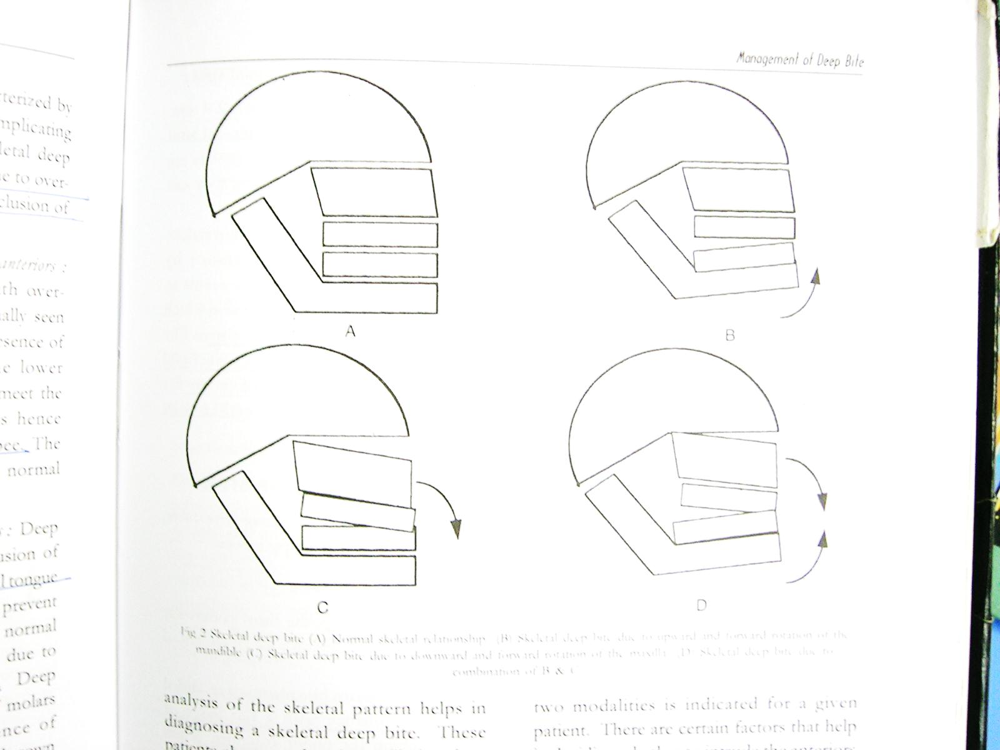 Management of Deep Bite
terized by
mplicating
letal deep
e to over-
clusion of
anteriors :
th over-
ally seen
esence of
e lower
meet the
s hence
pee. The
normal
: Deep
usion of
l tongue
prevent
normal
due to
Deep
molars
nce of
A
B
C
D
Fig 2 Skeletal deep bite (A) Normal skeletal relationship (B) Skeletal deep bite due to upward and forward rotation of the
mandible (C) Skeletal deep bite due to downward and forward rotation of the maxilla (D) Skeletal deep bite due to
combination of B & C
analysis of the skeletal pattern helps in
diagnosing a skeletal deep bite. These
two modalities is indicated for a given
patient. There are certain factors that help